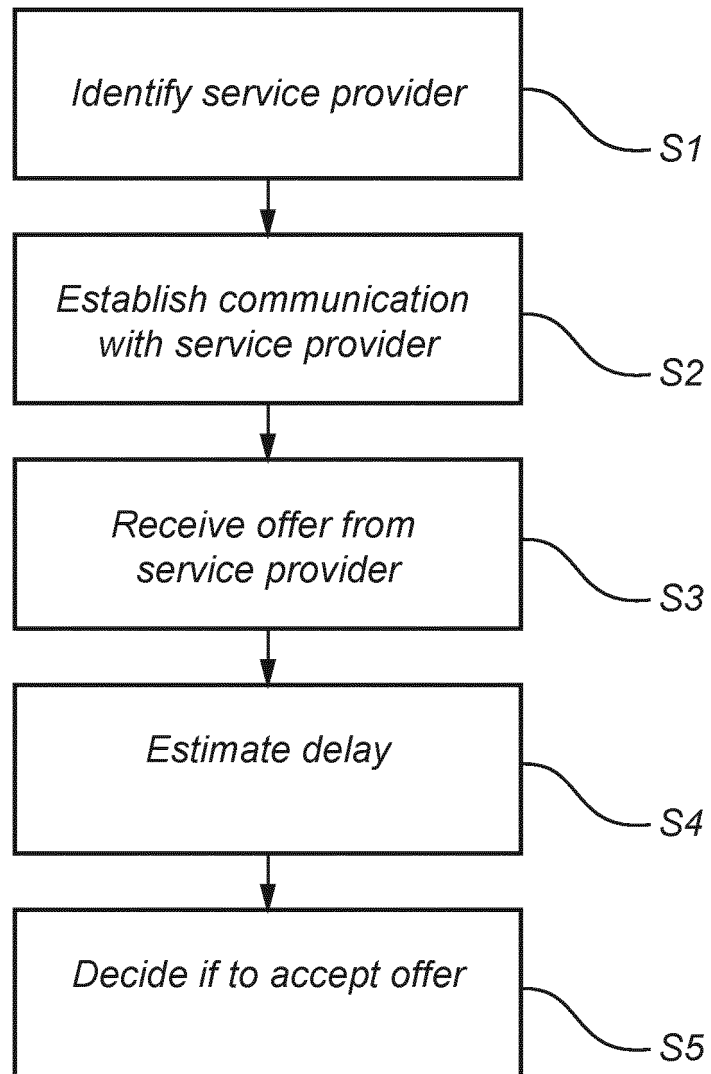 Identify service provider
S1
Establish communication
with service provider
S2
Receive offer from
service provider
S3
Estimate delay
S4
Decide if to accept offer
S5